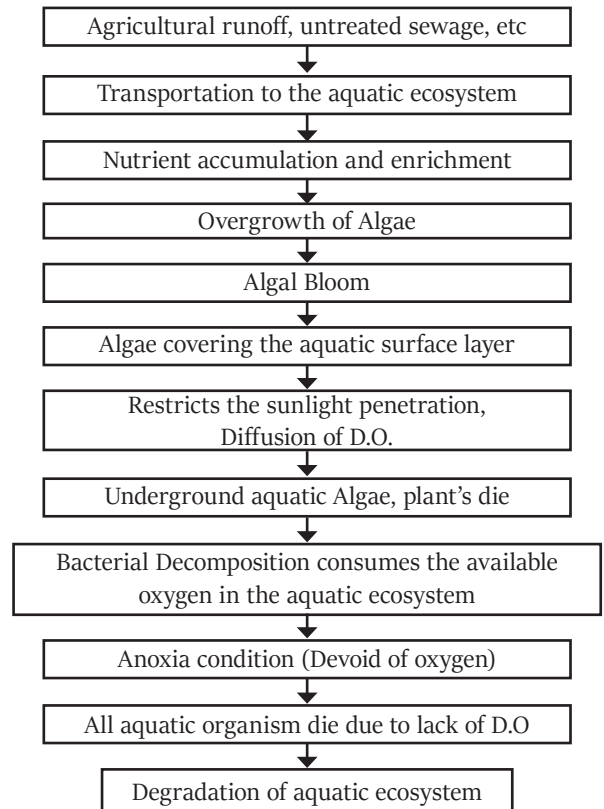 Agricultural runoff, untreated sewage, etc
Transportation to the aquatic ecosystem
Nutrient accumulation and enrichment
Overgrowth of Algae
Algal Bloom
Algae covering the aquatic surface layer
Restricts the sunlight penetration,
Diffusion of D.O.
Underground aquatic Algae, plant's die
Bacterial Decomposition consumes the available
oxygen in the aquatic ecosystem
Anoxia condition (Devoid of oxygen)
All aquatic organism die due to lack of D.O
Degradation of aquatic ecosystem